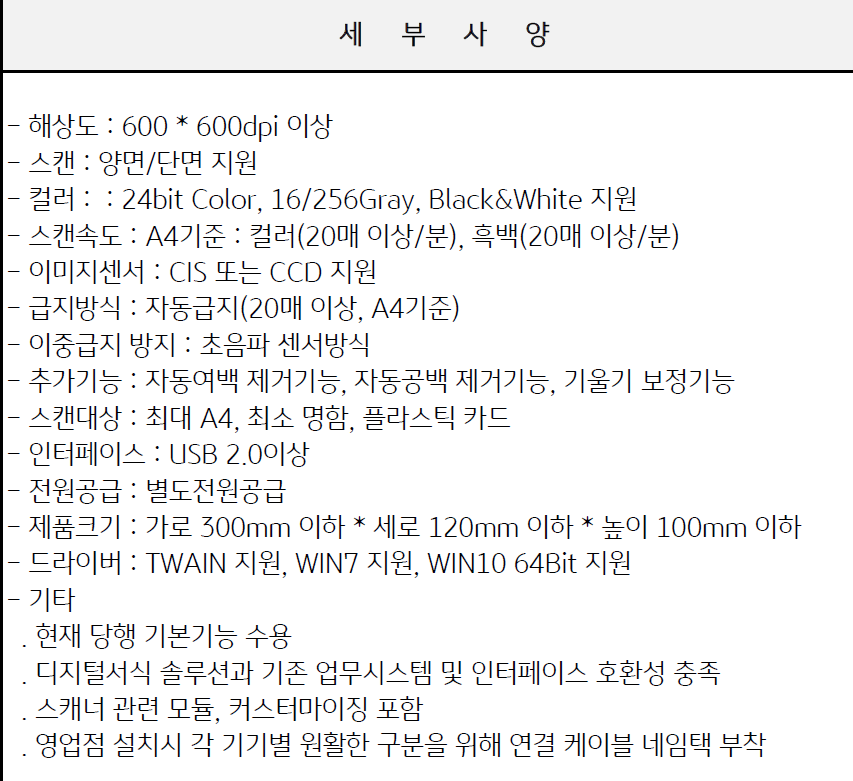 세 부 사 양
- 해상도 : 600 * 600dpi 이상
- 스캔 : 양면/단면 지원
- 컬러 : : 24bit Color, 16/256Gray, Black&White 지원
- 스캔속도 : A4기준 : 컬러(20매 이상/분), 흑백(20매 이상/분)
- 이미지센서 : CIS 또는 CCD 지원
- 급지방식 : 자동급지(20매 이상, A4기준)
- 이중급지 방지 : 초음파 센서방식
- 추가기능 : 자동여백 제거기능, 자동공백 제거기능, 기울기 보정기능
- 스캔대상 : 최대 A4, 최소 명함, 플라스틱 카드
- 인터페이스 : USB 2.0이상
- 전원공급 : 별도전원공급
- 제품크기 : 가로 300mm 이하 * 세로 120mm 이하 * 높이 100mm 이하
- 드라이버 : TWAIN 지원, WIN7 지원, WIN10 64Bit 지원
- 기타
. 현재 당행 기본기능 수용
. 디지털서식 솔루션과 기존 업무시스템 및 인터페이스 호환성 충족
. 스캐너 관련 모듈, 커스터마이징 포함
. 영업점 설치시 각 기기별 원활한 구분을 위해 연결 케이블 네임택 부착